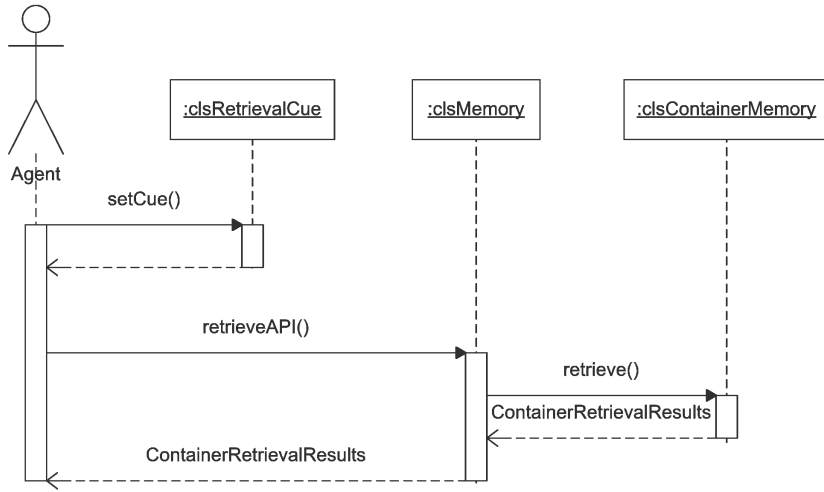 :clsRetrievalCue
:clsMemory
:clsContainerMemory
Agent
setCue()
retrieveAPI()
retrieve()
ContainerRetrievalResults
ContainerRetrievalResults